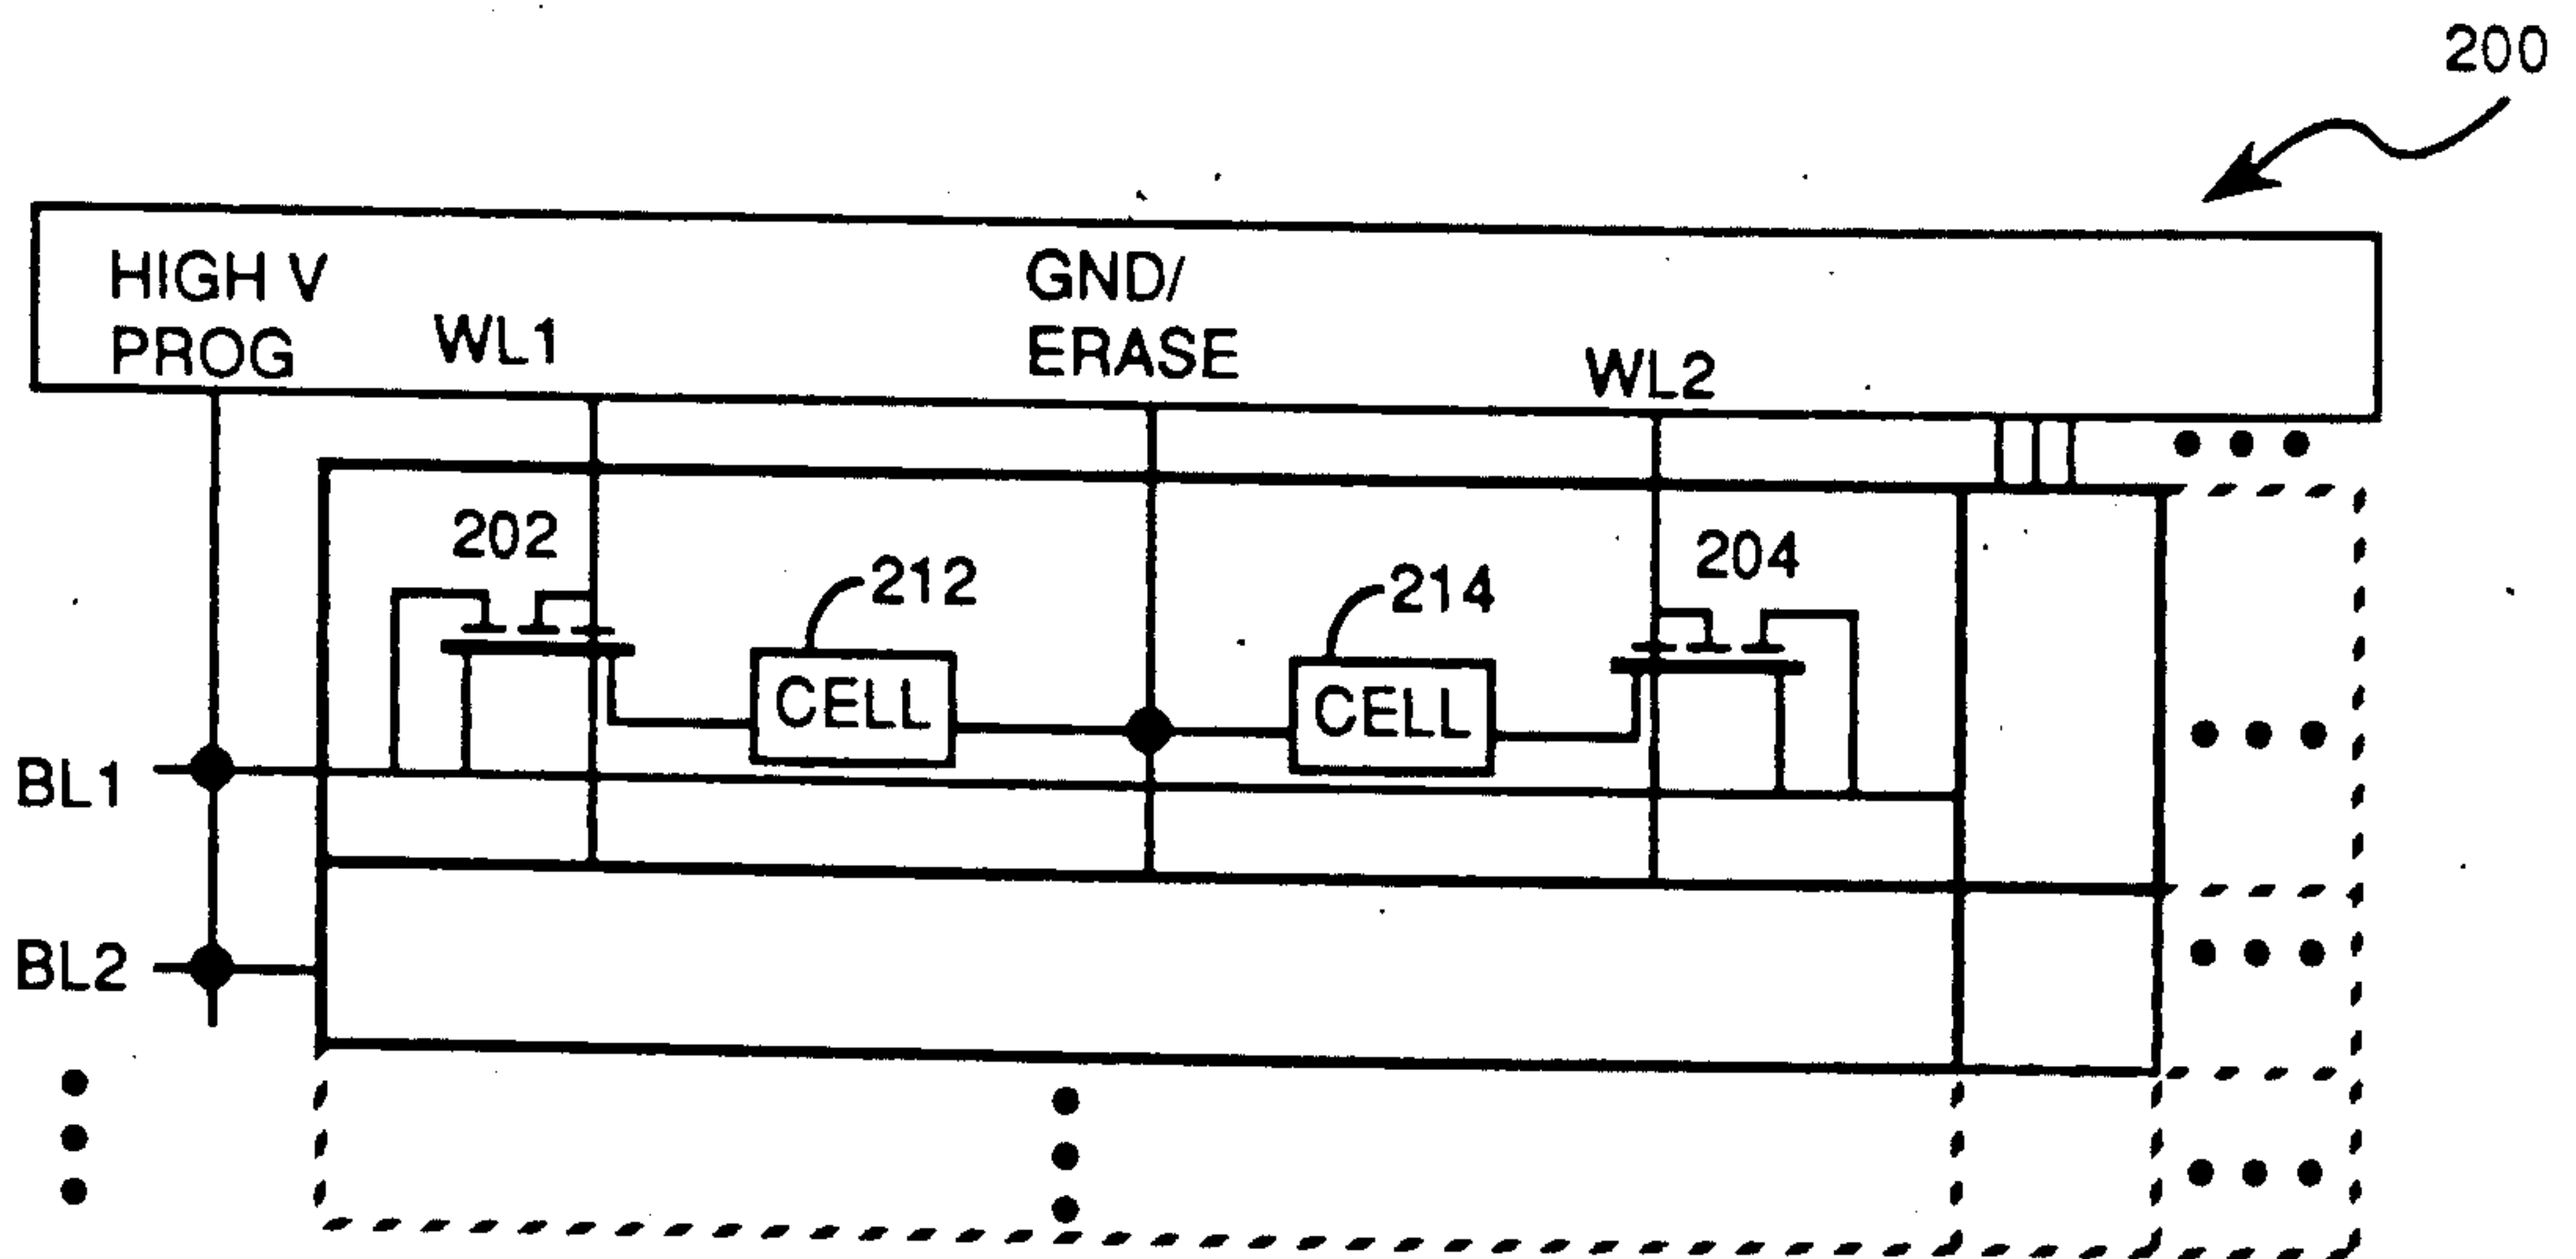 200
HIGH V
PROG
WL1
GND/
ERASE
WL2
202
212
214
204
CELL
CELL
BL1
BL2